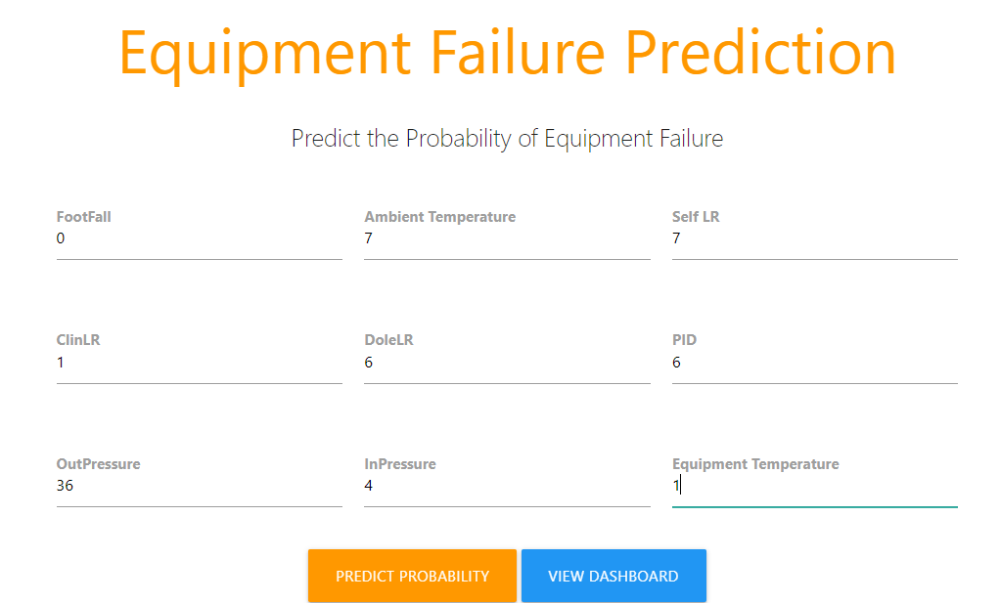 Equipment Failure Prediction
Predict the Probability of Equipment Failure
FootFall Ambient Temperature Self LR
0 7 7
ClinLR DoleLR PID
1 6 6
OutPressure InPressure Equipment Temperature
36 4 1
PREDICT PROBABILITY VIEW DASHBOARD